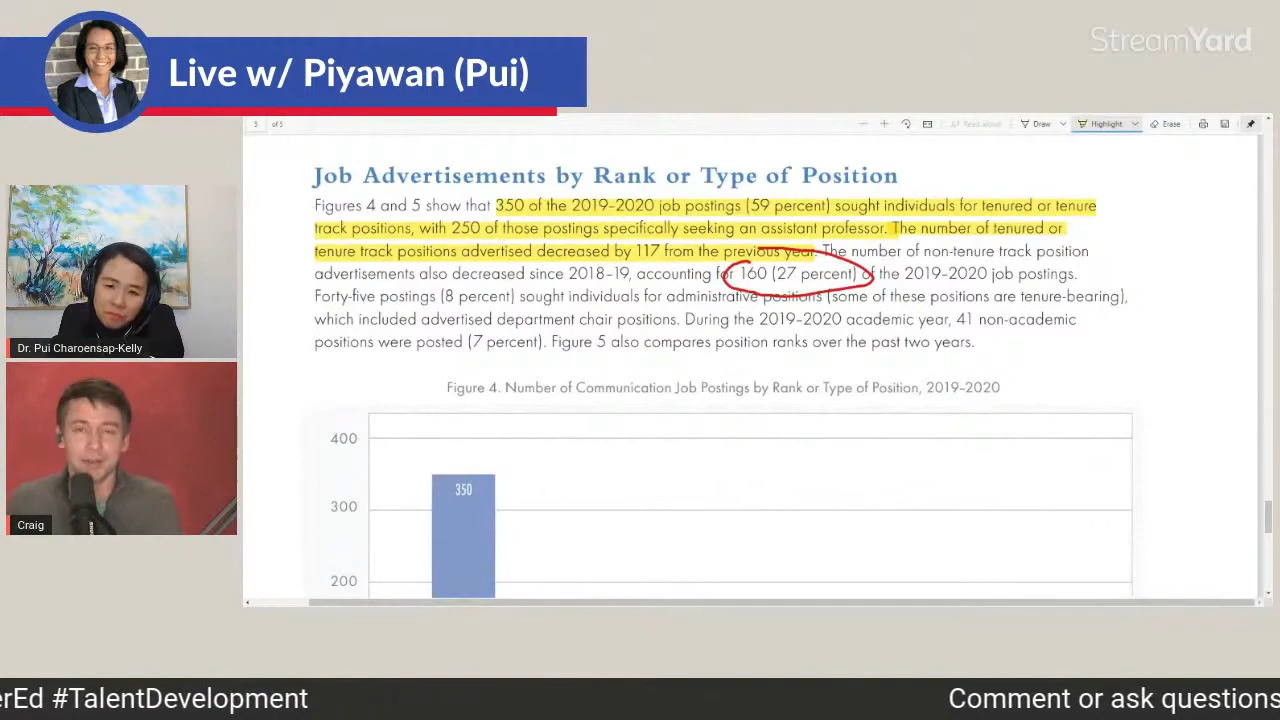 StreamYard
Live w/ Piyawan (Pui)
5 of 5
Read aloud
Draw
Highlight
Erase
Job Advertisements by Rank or Type of Position
Figures 4 and 5 show that 350 of the 2019-2020 job postings (59 percent) sought individuals for tenured or tenure
track positions, with 250 of those postings specifically seeking an assistant professor. The number of tenured or
tenure track positions advertised decreased by 117 from the previous year. The number of non-tenure track position
advertisements also decreased since 2018-19, accounting for 160 (27 percent) of the 2019-2020 job postings.
Forty-five postings (8 percent) sought individuals for administrative positions (some of these positions are tenure-bearing),
which included advertised department chair positions. During the 2019-2020 academic year, 41 non-academic
positions were posted (7 percent). Figure 5 also compares position ranks over the past two years.
Figure 4. Number of Communication Job Postings by Rank or Type of Position, 2019-2020
400
350
300
200
Dr. Pui Charoensap-Kelly
Craig
erEd #TalentDevelopment
Comment or ask questions